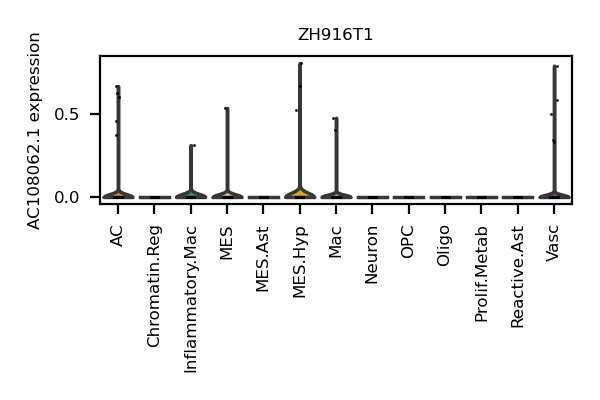 ZH916T1
AC108062.1 expression
0.5
0.0
AC
Chromatin.Reg
Inflammatory.Mac
MES
MES.Ast
MES.Hyp
Mac
Neuron
OPC
Oligo
Prolif.Metab
Reactive.Ast
Vasc